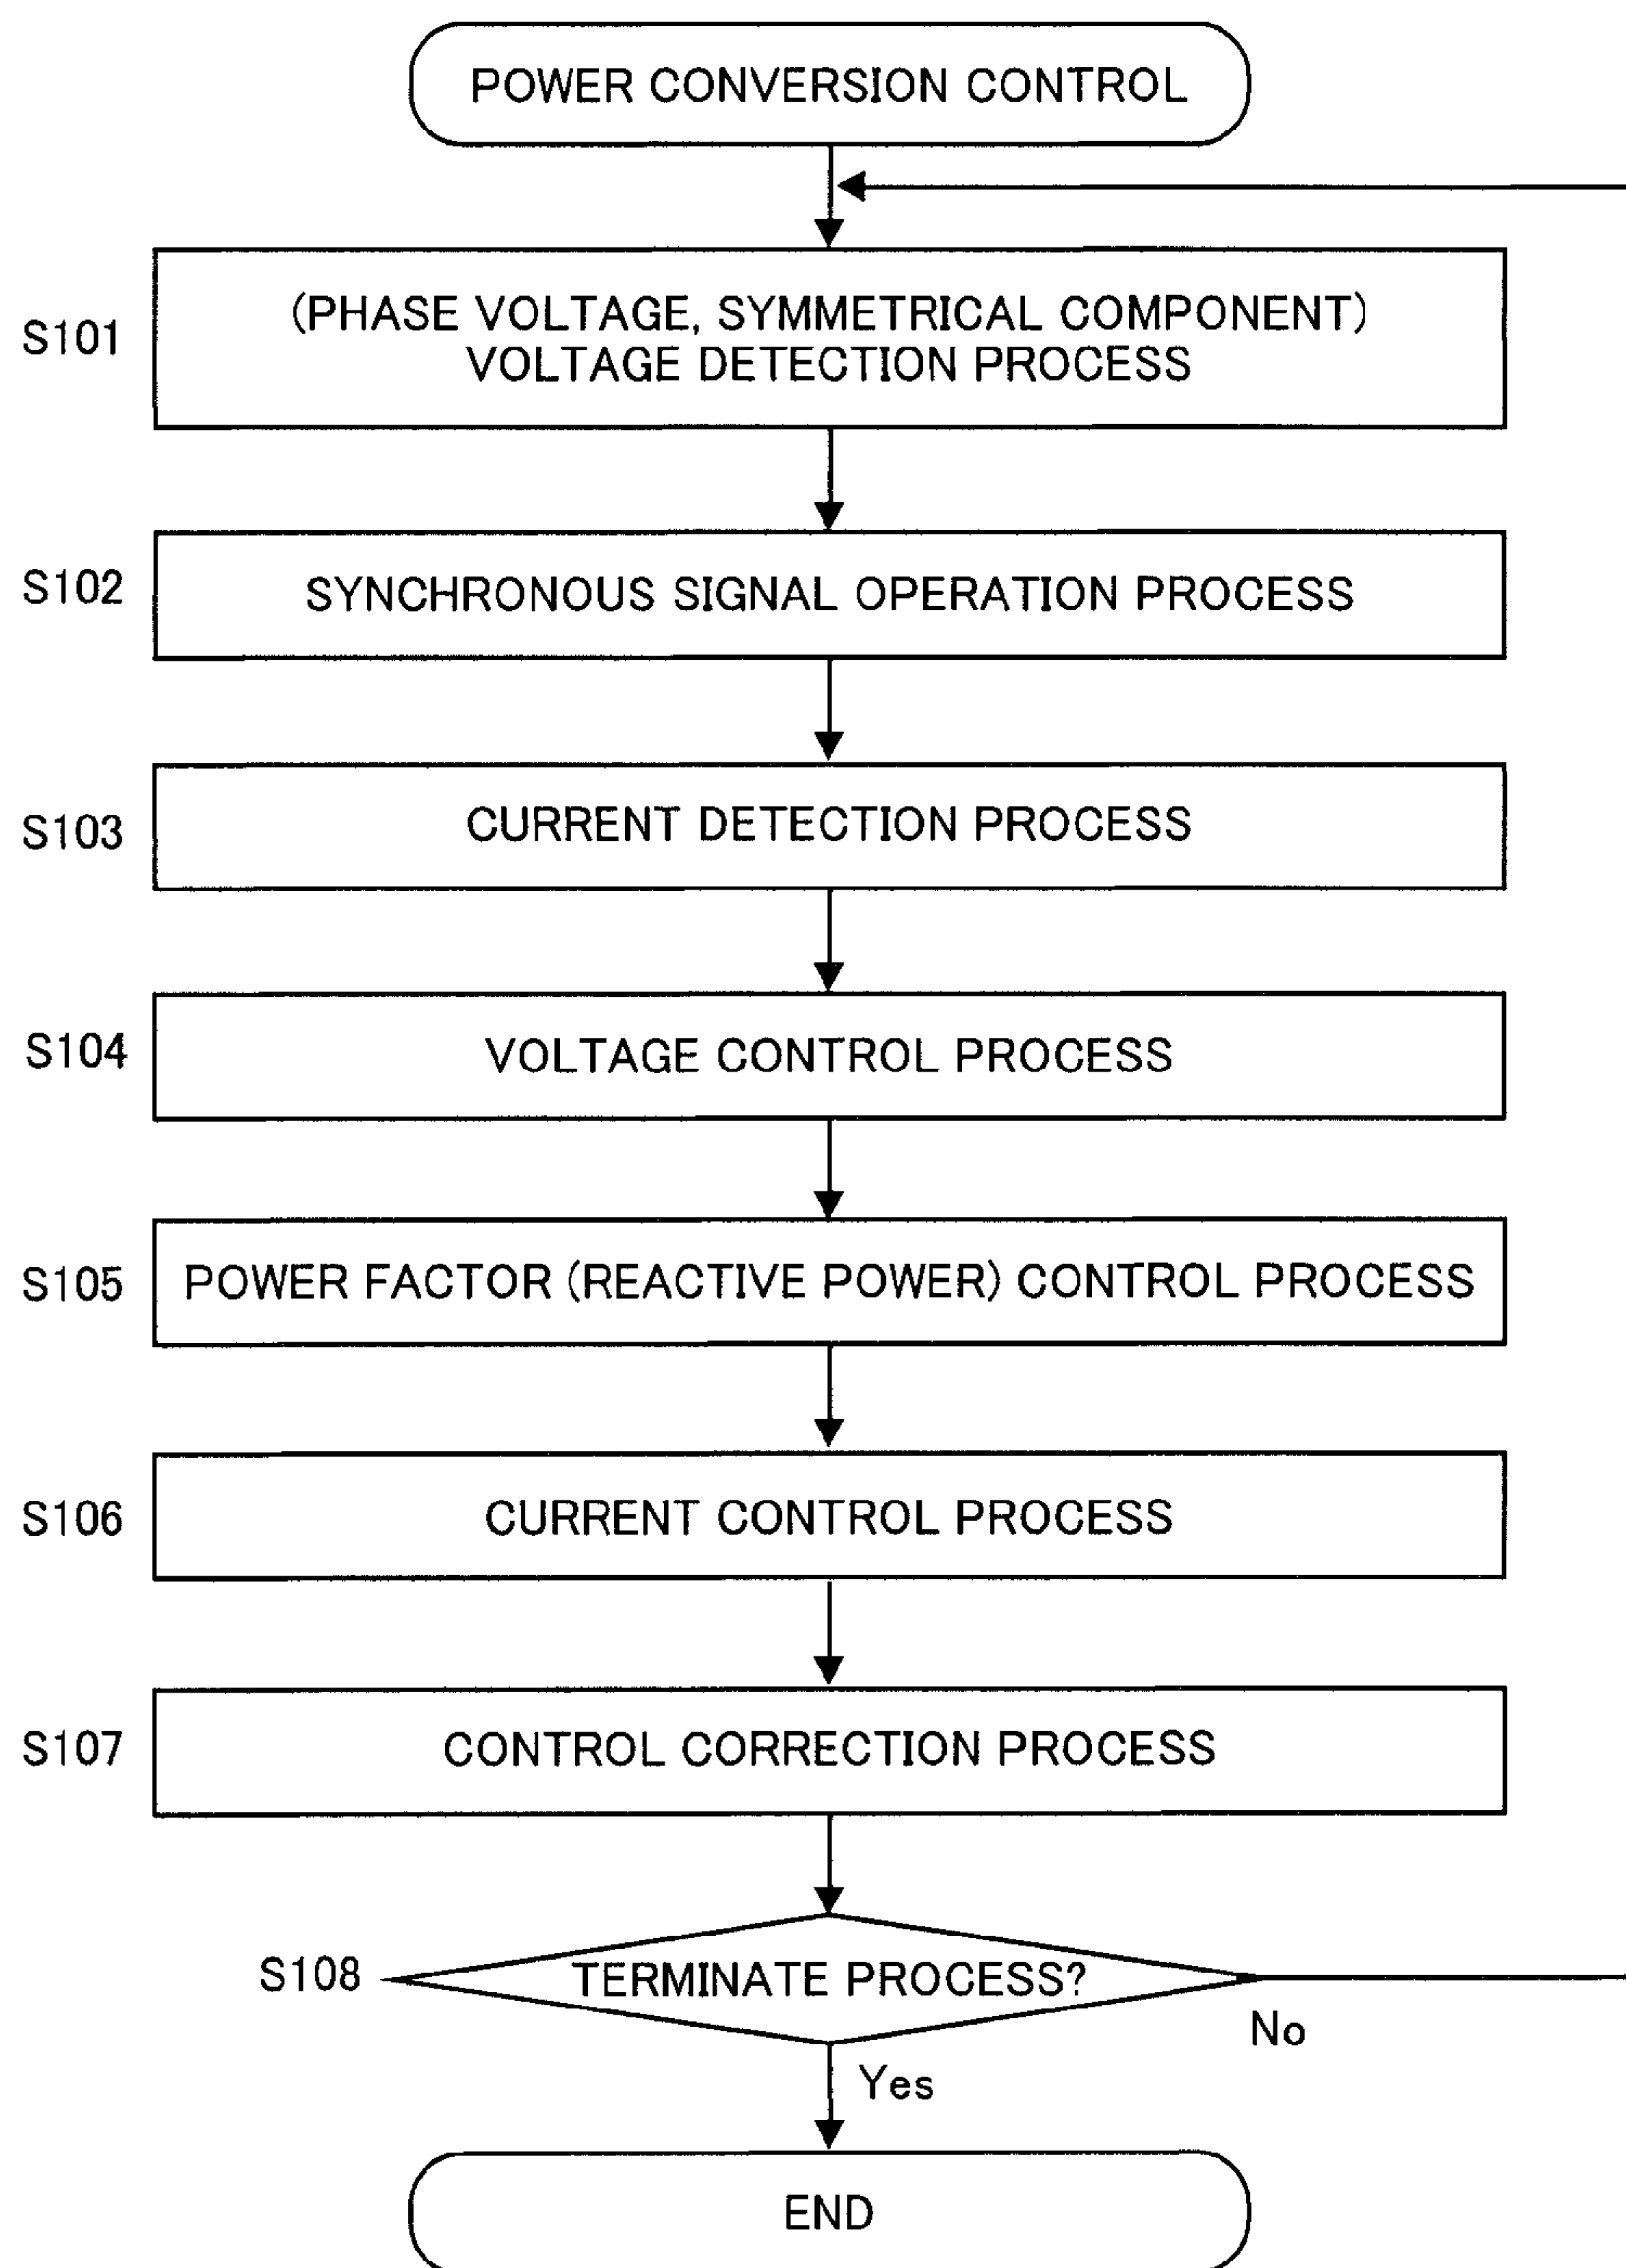 POWER CONVERSION CONTROL
S101
(PHASE VOLTAGE, SYMMETRICAL COMPONENT)
VOLTAGE DETECTION PROCESS
S102
SYNCHRONOUS SIGNAL OPERATION PROCESS
S103
CURRENT DETECTION PROCESS
S104
VOLTAGE CONTROL PROCESS
S105
POWER FACTOR (REACTIVE POWER) CONTROL PROCESS
S106
CURRENT CONTROL PROCESS
S107
CONTROL CORRECTION PROCESS
S108
TERMINATE PROCESS?
No
Yes
END